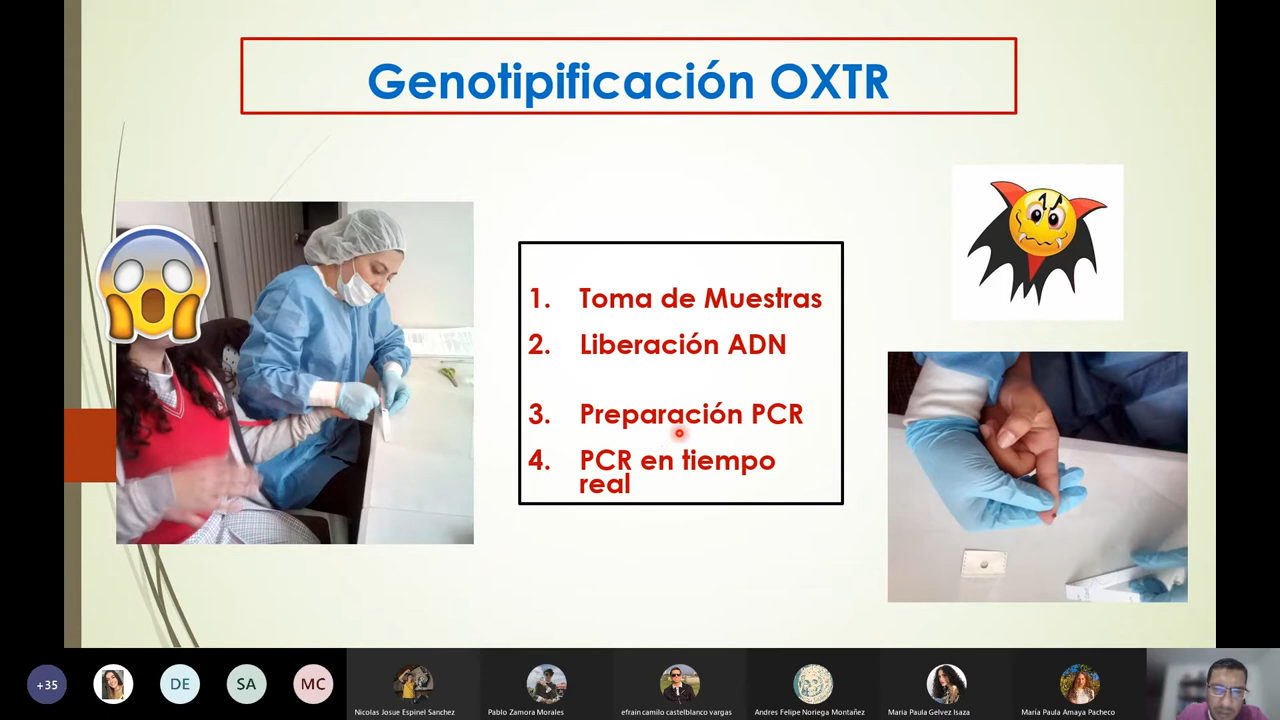 Genotipificación OXTR
1. Toma de Muestras
2. Liberación ADN
3. Preparación PCR
4. PCR en tiempo
real
+35
DE
SA
MC
Nicolas Josue Espinel Sanchez
Pablo Zamora Morales
efrain camilo castelblanco vargas
Andres Felipe Noriega Montañez
Maria Paula Gelvez Isaza
María Paula Amaya Pacheco